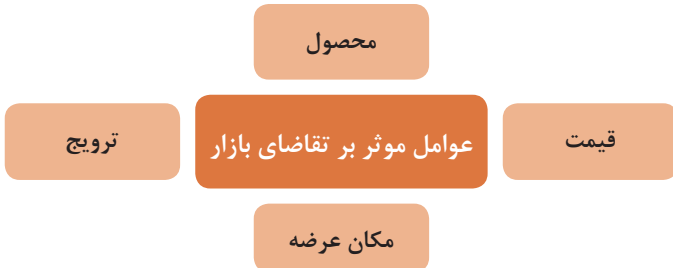 محصول
قیمت
عوامل موثر بر تقاضای بازار
ترویج
مکان عرضه